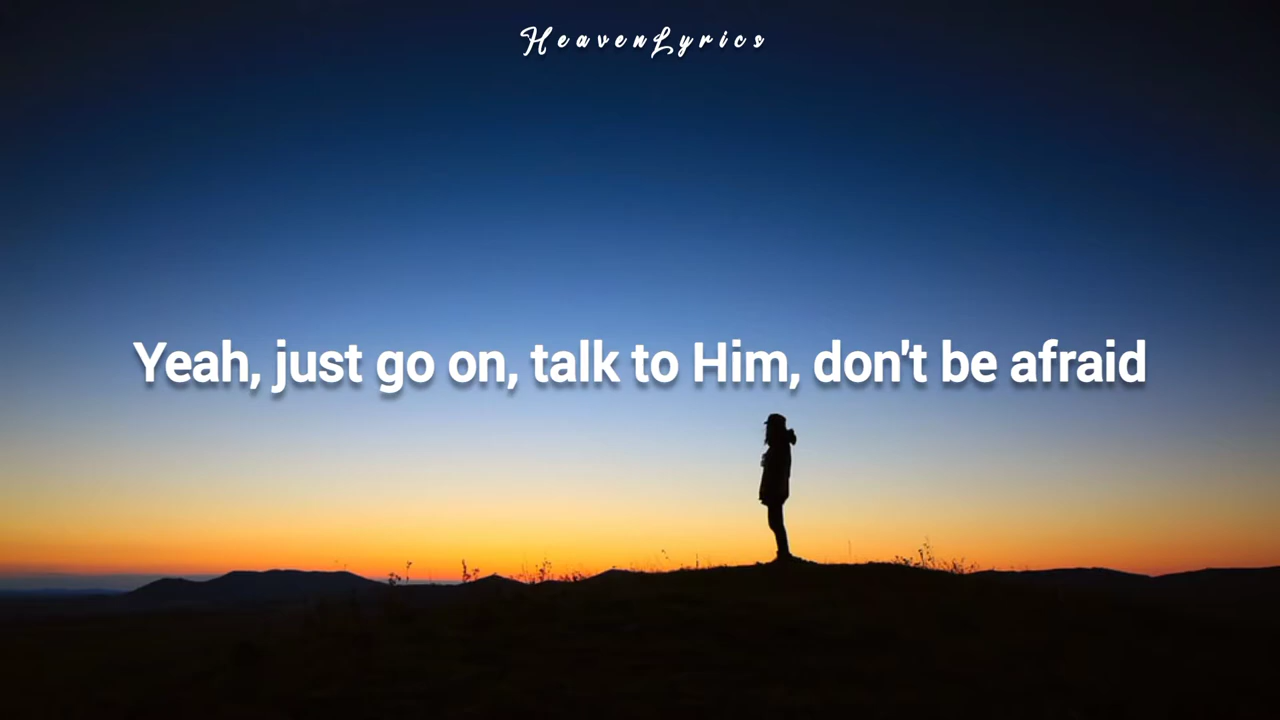 HeavenLyrics
Yeah, just go on, talk to Him, don't be afraid